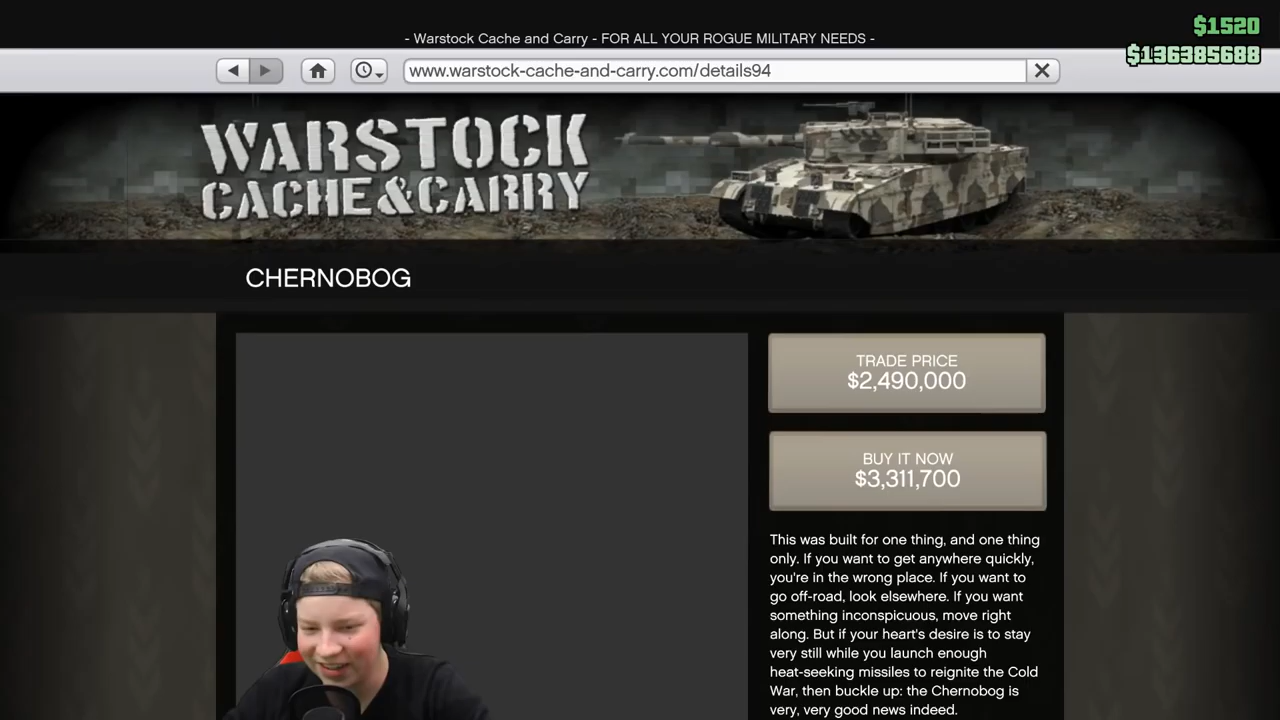 $1520
- Warstock Cache and Carry - FOR ALL YOUR ROGUE MILITARY NEEDS -
$136385688
www.warstock-cache-and-carry.com/details94
WARSTOCK
CACHE&CARRY
CHERNOBOG
TRADE PRICE
$2,490,000
BUY IT NOW
$3,311,700
This was built for one thing, and one thing
only. If you want to get anywhere quickly,
you're in the wrong place. If you want to
go off-road, look elsewhere. If you want
something inconspicuous, move right
along. But if your heart's desire is to stay
very still while you launch enough
heat-seeking missiles to reignite the Cold
War, then buckle up: the Chernobog is
very, very good news indeed.